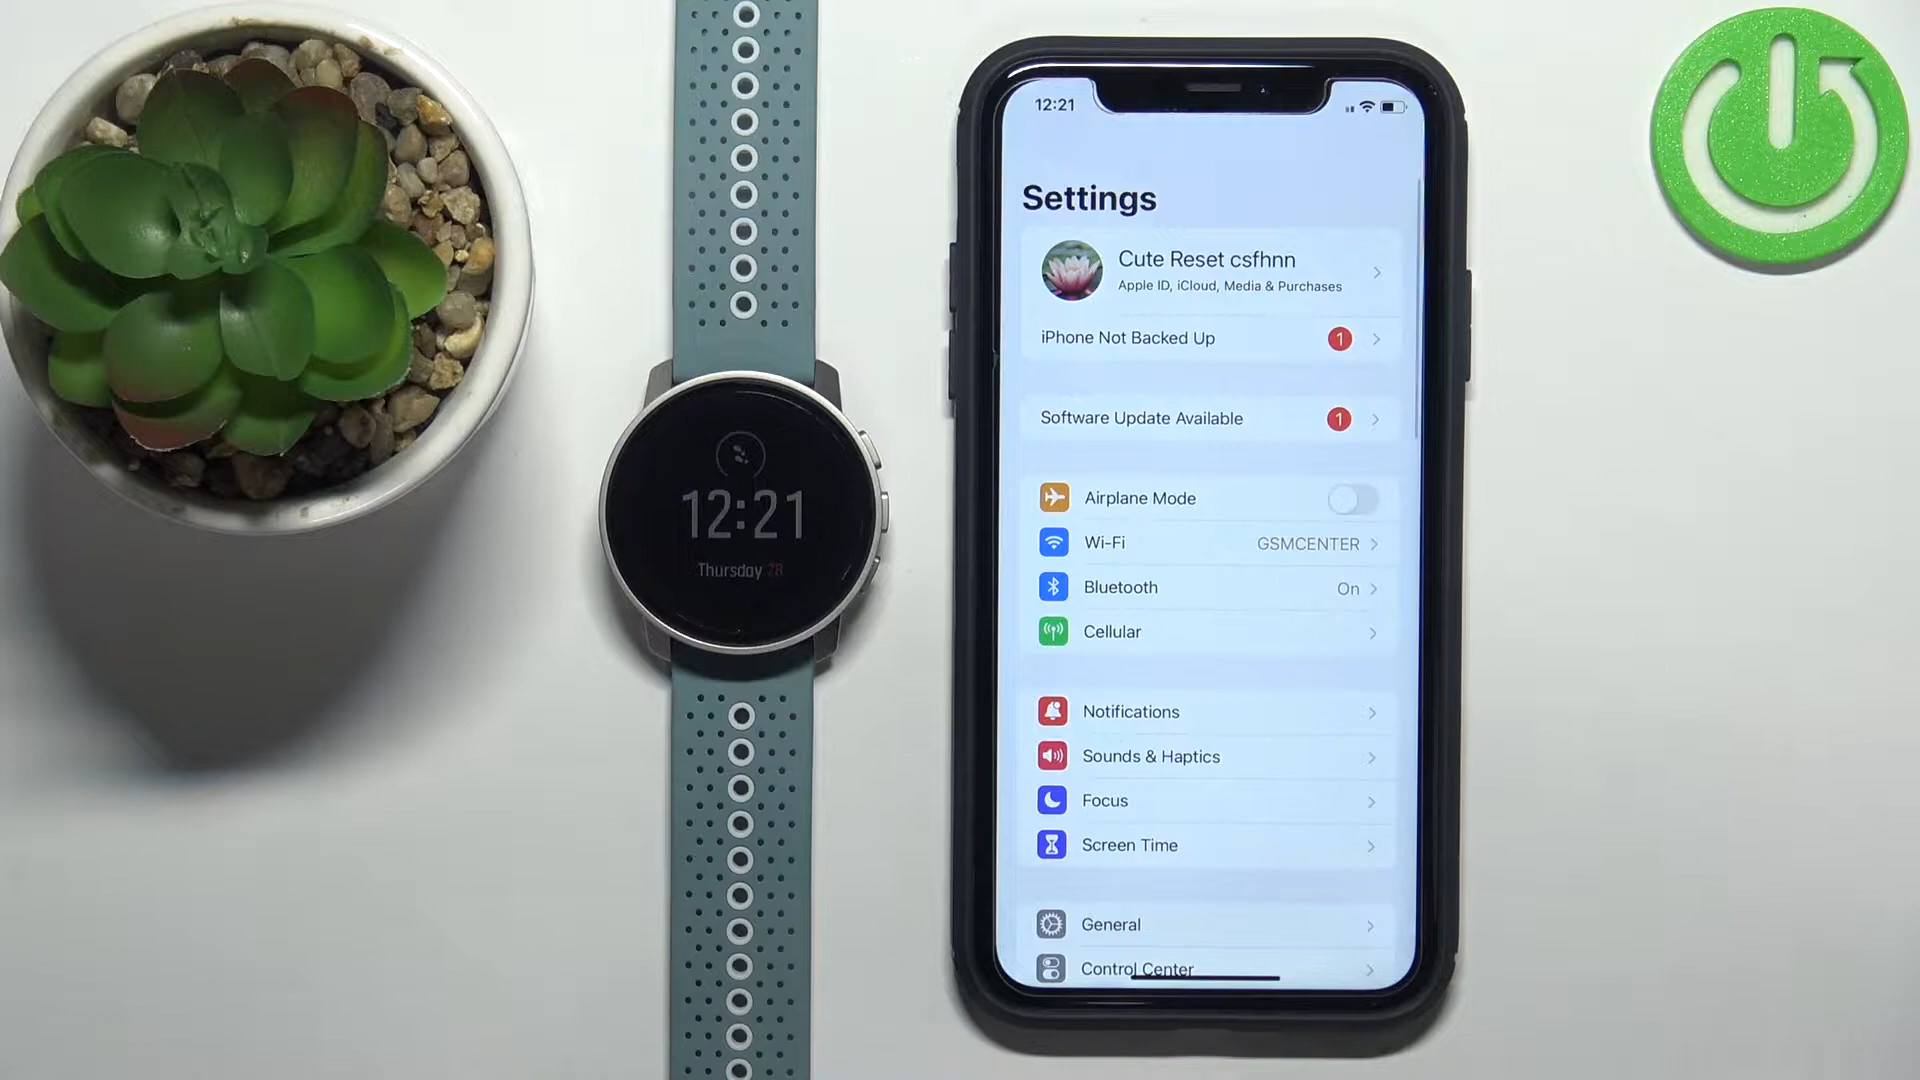 12:21
Thursday 28
12:21
Settings
Cute Reset csfhnn
Apple ID, iCloud, Media & Purchases
iPhone Not Backed Up
1
Software Update Available
1
Airplane Mode
Wi-Fi
GSMCENTER
Bluetooth
On
Cellular
Notifications
Sounds & Haptics
Focus
Screen Time
General
Control Center